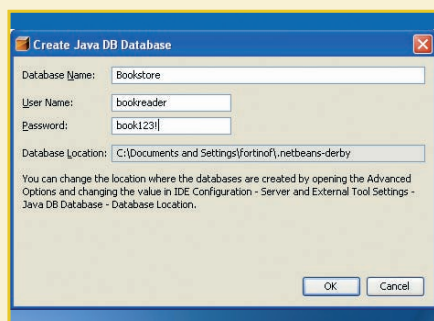 Create Java DB Database
Database Name: Bookstore
User Name: bookreader
Password: book123!
Database Location: C:\Documents and Settings\fortinof\.netbeans-derby
You can change the location where the databases are created by opening the Advanced
Options and changing the value in IDE Configuration - Server and External Tool Settings -
Java DB Database - Database Location.
OK Cancel